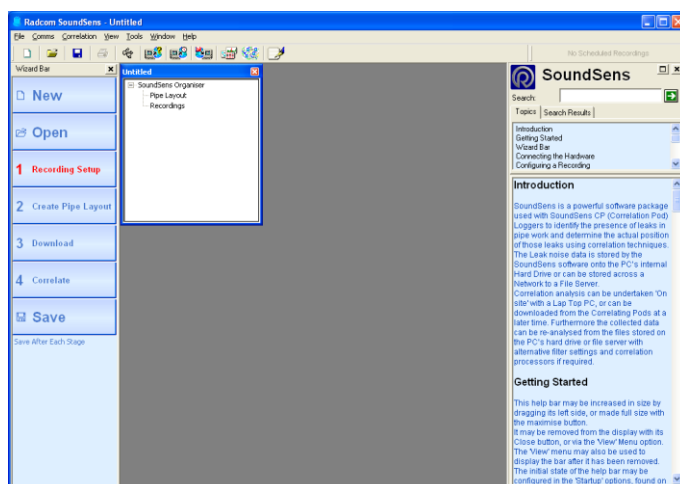 Radcom SoundSens - Untitled
File Comms Correlation View Tools Window Help
No Scheduled Recordings
Wizard Bar
New
Open
1 Recording Setup
2 Create Pipe Layout
3 Download
4 Correlate
Save
Save After Each Stage
Untitled
SoundSens Organiser
Pipe Layout
Recordings
SoundSens
Search:
Topics Search Results
Introduction
Getting Started
Wizard Bar
Connecting the Hardware
Configuring a Recording
Introduction
SoundSens is a powerful software package
used with SoundSens CP (Correlation Pod)
Loggers to identify the presence of leaks in
pipe work and determine the actual position
of those leaks using correlation techniques.
The Leak noise data is stored by the
SoundSens software onto the PC's internal
Hard Drive or can be stored across a
Network to a File Server.
Correlation analysis can be undertaken 'On
site' with a Lap Top PC, or can be
downloaded from the Correlating Pods at a
later time. Furthermore the collected data
can be re-analysed from the files stored on
the PC's hard drive or file server with
alternative filter settings and correlation
processors if required.
Getting Started
This help bar may be increased in size by
dragging its left side, or made full size with
the maximise button.
It may be removed from the display with its
Close button, or via the 'View' Menu option.
The 'View' menu may also be used to
display the bar after it has been removed.
The initial state of the help bar may be
configured in the 'Startup' options, found on